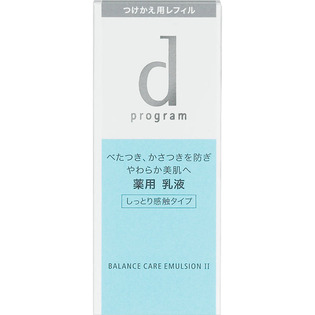 つけかえ用レフィル
d
program
べたつき、かさつきを防ぎ
やわらか美肌へ
薬用 乳液
しっとり感触タイプ
BALANCE CARE EMULSION II